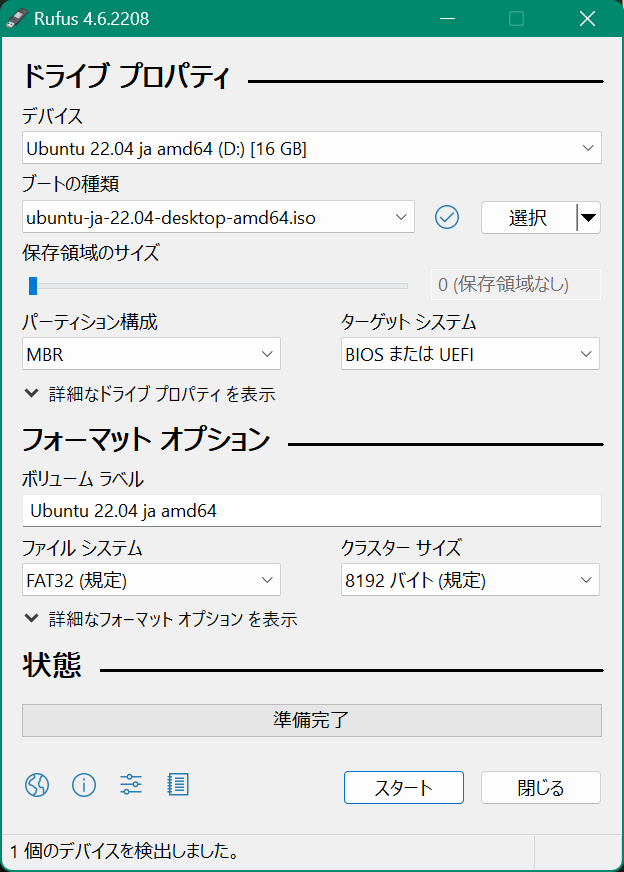 Rufus 4.6.2208
ドライブ プロパティ
デバイス
Ubuntu 22.04 ja amd64 (D:) [16 GB]
ブートの種類
ubuntu-ja-22.04-desktop-amd64.iso
選択
保存領域のサイズ
0 (保存領域なし)
パーティション構成
ターゲット システム
MBR
BIOS または UEFI
詳細なドライブ プロパティ を表示
フォーマット オプション
ボリューム ラベル
Ubuntu 22.04 ja amd64
ファイル システム
クラスター サイズ
FAT32 (規定)
8192 バイト (規定)
詳細なフォーマット オプション を表示
状態
準備完了
スタート
閉じる
1 個のデバイスを検出しました。